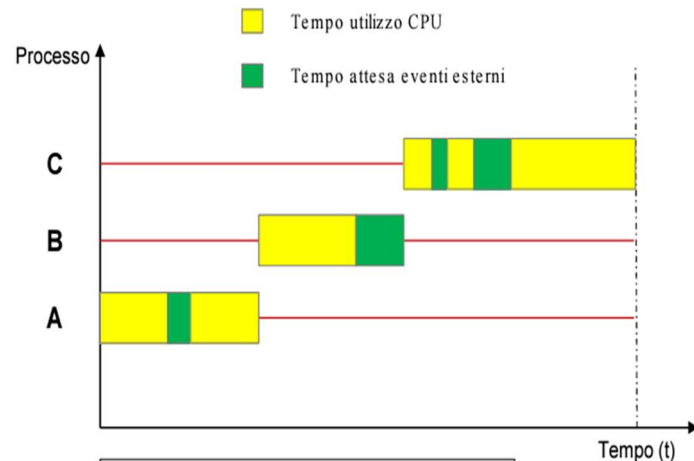 Tempo utilizzo CPU
Processo
Tempo attesa eventi esterni
C
B
A
Tempo (t)